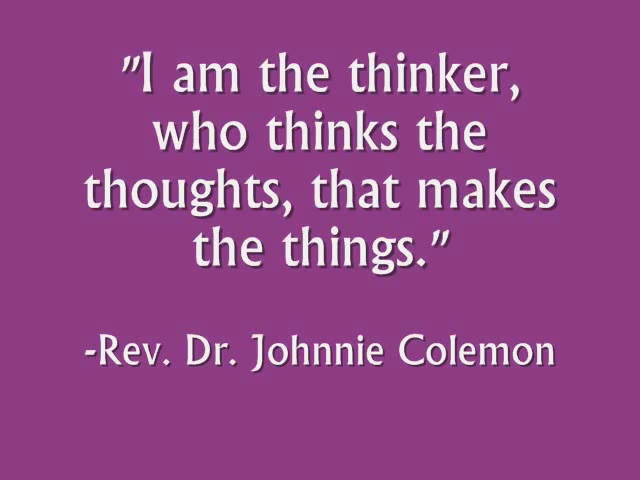 "I am the thinker,
who thinks the
thoughts, that makes
the things."
-Rev. Dr. Johnnie Colemon